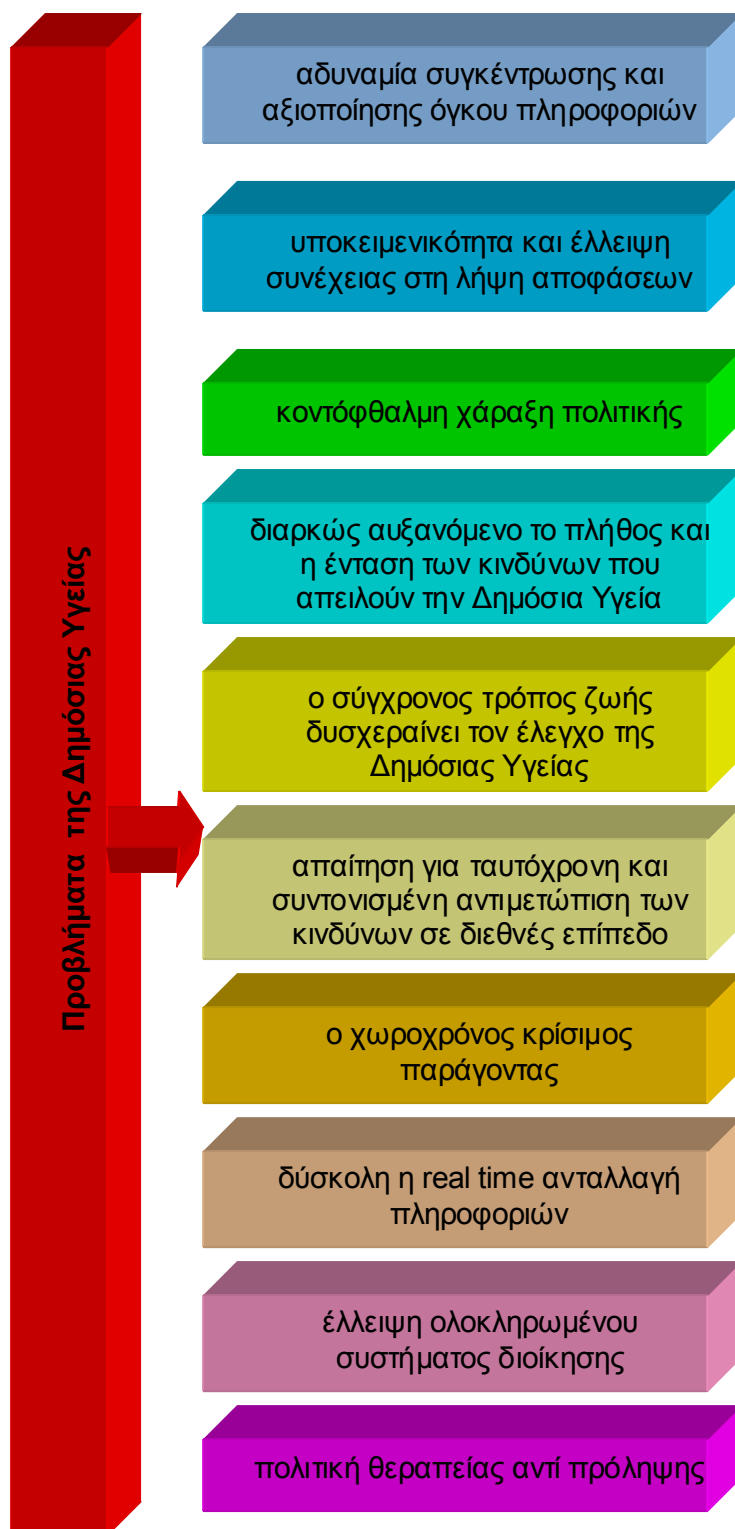 Προβλήματα της Δημόσιας Υγείας
αδυναμία συγκέντρωσης και
αξιοποίησης όγκου πληροφοριών
υποκειμενικότητα και έλλειψη
συνέχειας στη λήψη αποφάσεων
κοντόφθαλμη χάραξη πολιτικής
διαρκώς αυξανόμενο το πλήθος και
η ένταση των κινδύνων που
απειλούν την Δημόσια Υγεία
ο σύγχρονος τρόπος ζωής
δυσχεραίνει τον έλεγχο της
Δημόσιας Υγείας
απαίτηση για ταυτόχρονη και
συντονισμένη αντιμετώπιση των
κινδύνων σε διεθνές επίπεδο
ο χωροχρόνος κρίσιμος
παράγοντας
δύσκολη η real time ανταλλαγή
πληροφοριών
έλλειψη ολοκληρωμένου
συστήματος διοίκησης
πολιτική θεραπείας αντί πρόληψης